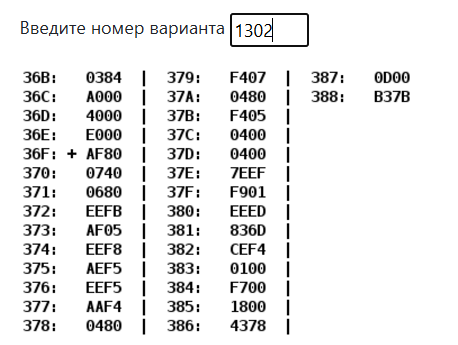 Введите номер варианта 1302
36B: 0384 | 379: F407 | 387: 0D00
36C: A000 | 37A: 0480 | 388: B37B
36D: 4000 | 37B: F405 |
36E: E000 | 37C: 0400 |
36F: + AF80 | 37D: 0400 |
370: 0740 | 37E: 7EEF |
371: 0680 | 37F: F901 |
372: EEFB | 380: EEED |
373: AF05 | 381: 836D |
374: EEF8 | 382: CEF4 |
375: AEF5 | 383: 0100 |
376: EEF5 | 384: F700 |
377: AAF4 | 385: 1800 |
378: 0480 | 386: 4378 |